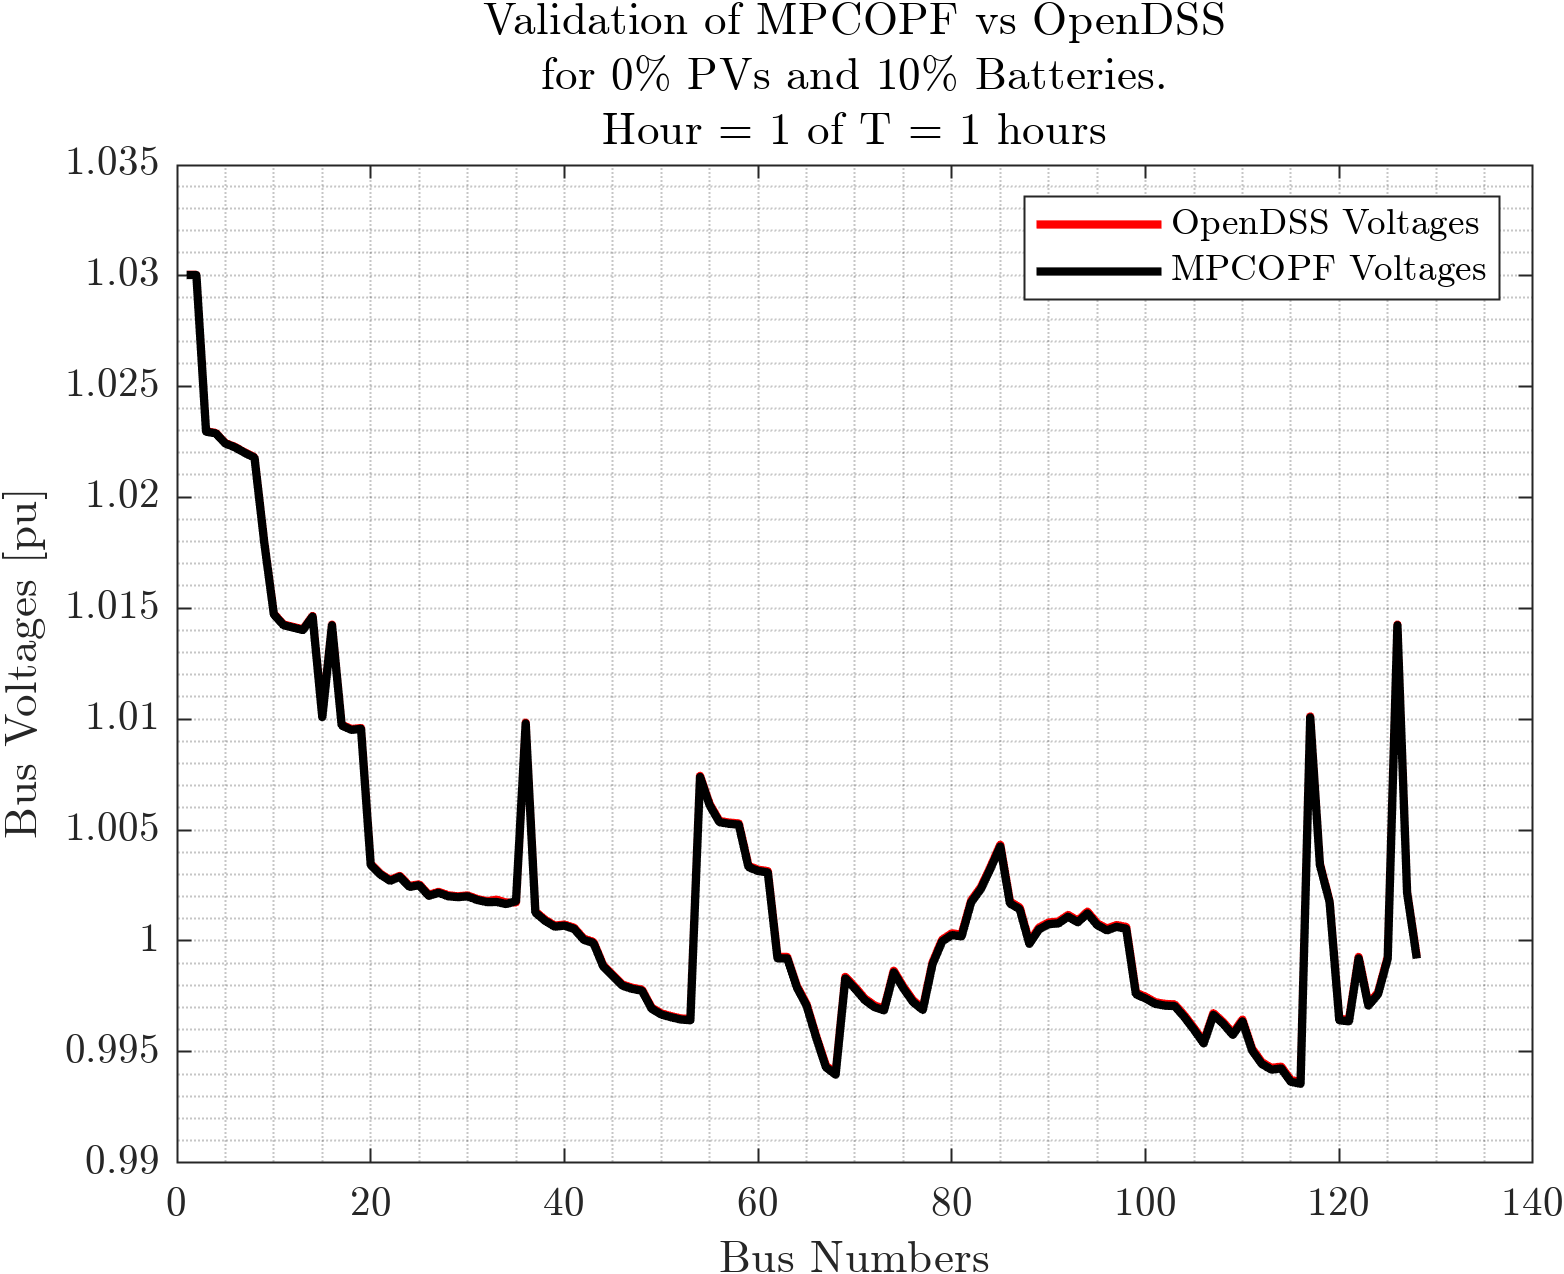 Validation of MPCOPF vs OpenDSS
for 0% PVs and 10% Batteries.
Hour = 1 of T = 1 hours
1.035
1.03
1.025
1.02
1.015
1.01
1.005
1
0.995
0.99
Bus Voltages [pu]
OpenDSS Voltages
MPCOPF Voltages
0 20 40 60 80 100 120 140
Bus Numbers